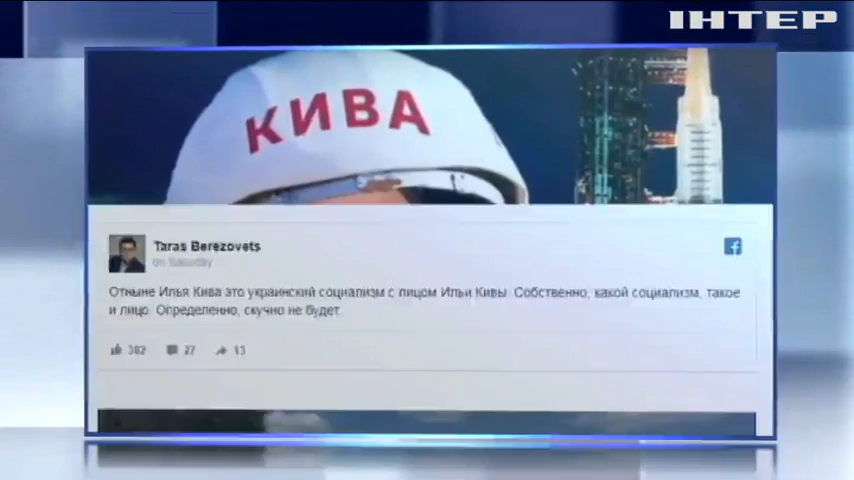 ІНТЕР
КИВА
Taras Berezovets
on Saturday
Отныне Илья Кива это украинский социализм с лицом Ильи Кивы. Собственно, какой социализм, такое
и лицо. Определенно, скучно не будет.
382 27 13